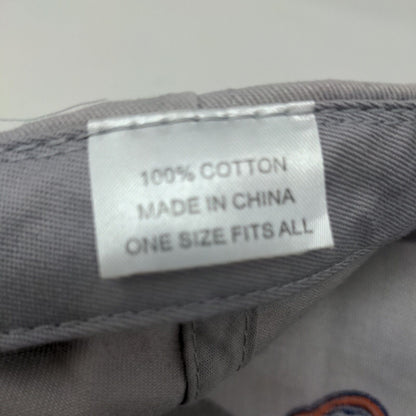 100% COTTON
MADE IN CHINA
ONE SIZE FITS ALL